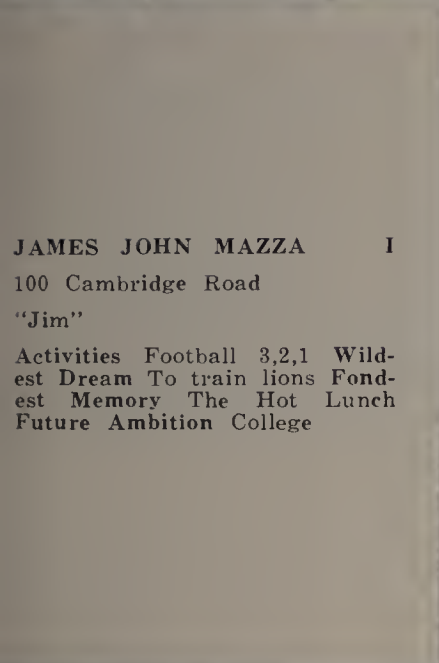 JAMES JOHN MAZZA I
100 Cambridge Road
“Jim”
Activities Football 3,2,1 Wild-
est Dream To train lions Fond-
est Memory The Hot Lunch
Future Ambition College